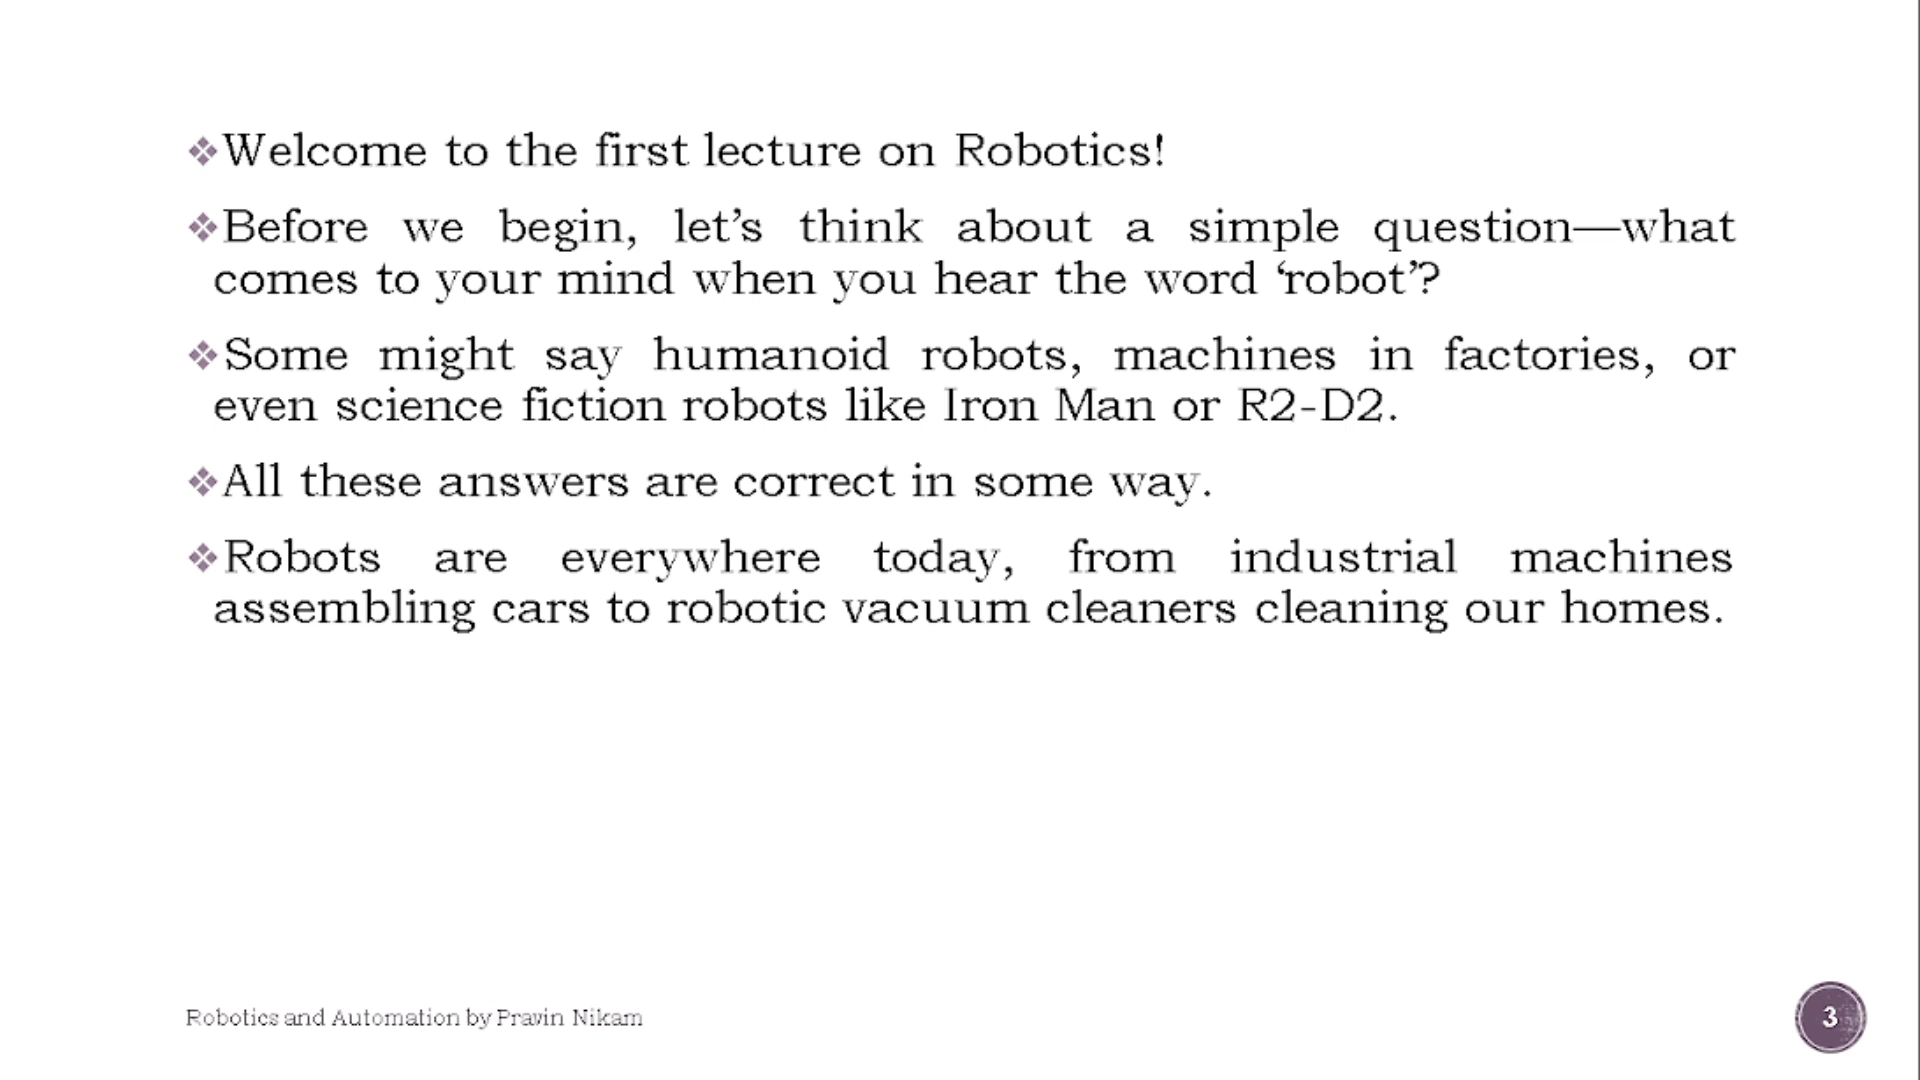 ❖Welcome to the first lecture on Robotics!
❖Before we begin, let’s think about a simple question—what
comes to your mind when you hear the word ‘robot’?
❖Some might say humanoid robots, machines in factories, or
even science fiction robots like Iron Man or R2-D2.
❖All these answers are correct in some way.
❖Robots are everywhere today, from industrial machines
assembling cars to robotic vacuum cleaners cleaning our homes.
Robotics and Automation by Pravin Nikam
3